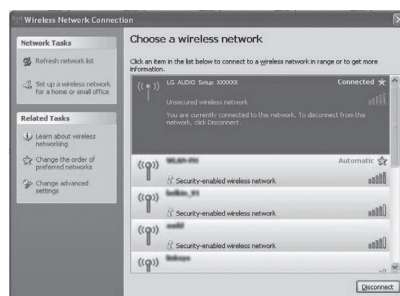 Wireless Network Connection
Network Tasks
Refresh network list
Set up a wireless network
for a home or small office
Related Tasks
Learn about wireless
networking
Change the order of
preferred networks
Change advanced
settings
Choose a wireless network
Click an item in the list below to connect to a wireless network in range or to get more
information.
LG AUDIO Setup XXXXXX
Connected
Unsecured wireless network
You are currently connected to this network. To disconnect from this
network, click Disconnect.
Automatic
Security-enabled wireless network
Security-enabled wireless network
Security-enabled wireless network
Disconnect